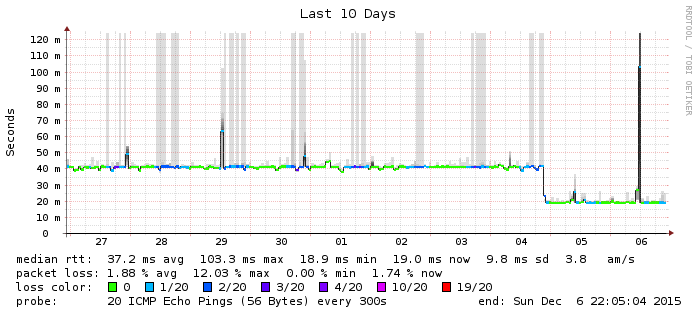 Last 10 Days
RRDTOOL / TOBI OETIKER
Seconds
120 m
110 m
100 m
90 m
80 m
70 m
60 m
50 m
40 m
30 m
20 m
10 m
0
27 28 29 30 01 02 03 04 05 06
median rtt: 37.2 ms avg 103.3 ms max 18.9 ms min 19.0 ms now 9.8 ms sd 3.8 am/s
packet loss: 1.88 % avg 12.03 % max 0.00 % min 1.74 % now
loss color: 0 1/20 2/20 3/20 4/20 10/20 19/20
probe: 20 ICMP Echo Pings (56 Bytes) every 300s end: Sun Dec 6 22:05:04 2015